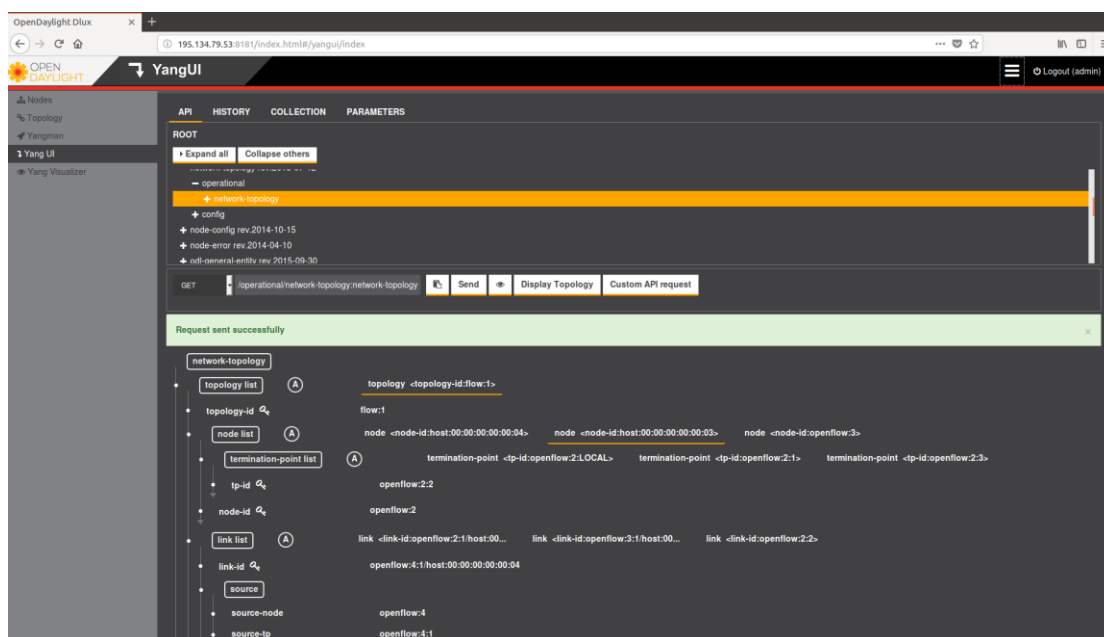 OpenDaylight Dlux × +
195.134.79.53:8181/index.html#/yangui/index
OPEN
DAYLIGHT
YangUI
Logout (admin)
Nodes
Topology
Yangman
Yang UI
Yang Visualizer
API HISTORY COLLECTION PARAMETERS
ROOT
Expand all Collapse others
operational
network-topology
config
node-config rev.2014-10-15
node-error rev.2014-04-10
odl-general-entity rev.2015-09-30
GET /operational/network-topology:network-topology Send Display Topology Custom API request
Request sent successfully ×
network-topology
topology list A topology <topology-id:flow:1>
topology-id flow:1
node list A node <node-id:host:00:00:00:00:00:04> node <node-id:host:00:00:00:00:00:03> node <node-id:openflow:3>
termination-point list A termination-point <tp-id:openflow:2:LOCAL> termination-point <tp-id:openflow:2:1> termination-point <tp-id:openflow:2:3>
tp-id openflow:2:2
node-id openflow:2
link list A link <link-id:openflow:2:1/host:00... link <link-id:openflow:3:1/host:00... link <link-id:openflow:2:2>
link-id openflow:4:1/host:00:00:00:00:00:04
source
source-node openflow:4
source-tp openflow:4:1